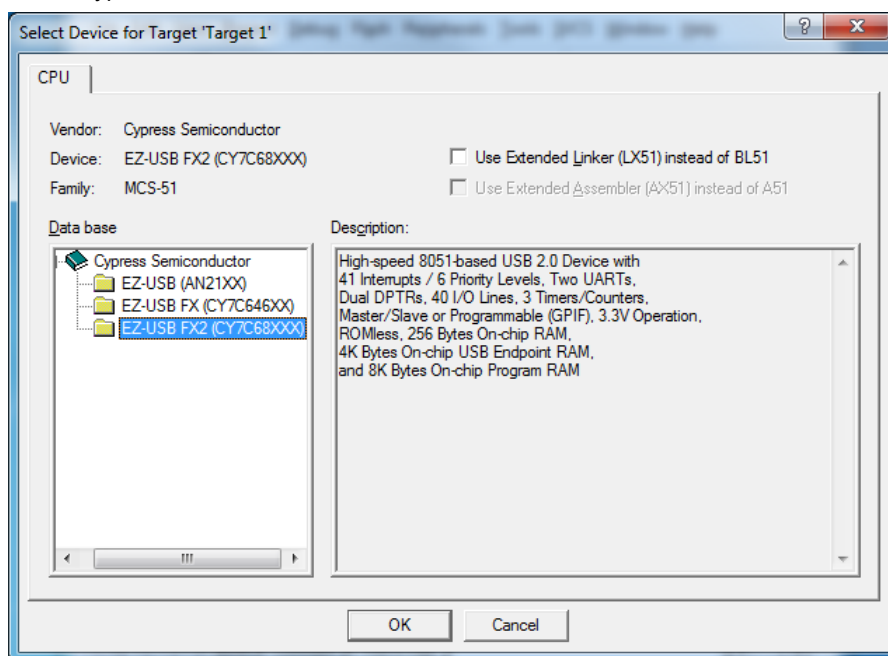 Select Device for Target 'Target 1'
CPU
Vendor: Cypress Semiconductor
Device: EZ-USB FX2 (CY7C68XXX)
Family: MCS-51
Use Extended Linker (LX51) instead of BL51
Use Extended Assembler (AX51) instead of A51
Data base
Cypress Semiconductor
EZ-USB (AN21XX)
EZ-USB FX (CY7C646XX)
EZ-USB FX2 (CY7C68XXX)
Description:
High-speed 8051-based USB 2.0 Device with
41 Interrupts / 6 Priority Levels, Two UARTs,
Dual DPTRs, 40 I/O Lines, 3 Timers/Counters,
Master/Slave or Programmable (GPIF), 3.3V Operation,
ROMless, 256 Bytes On-chip RAM,
4K Bytes On-chip USB Endpoint RAM,
and 8K Bytes On-chip Program RAM
OK
Cancel